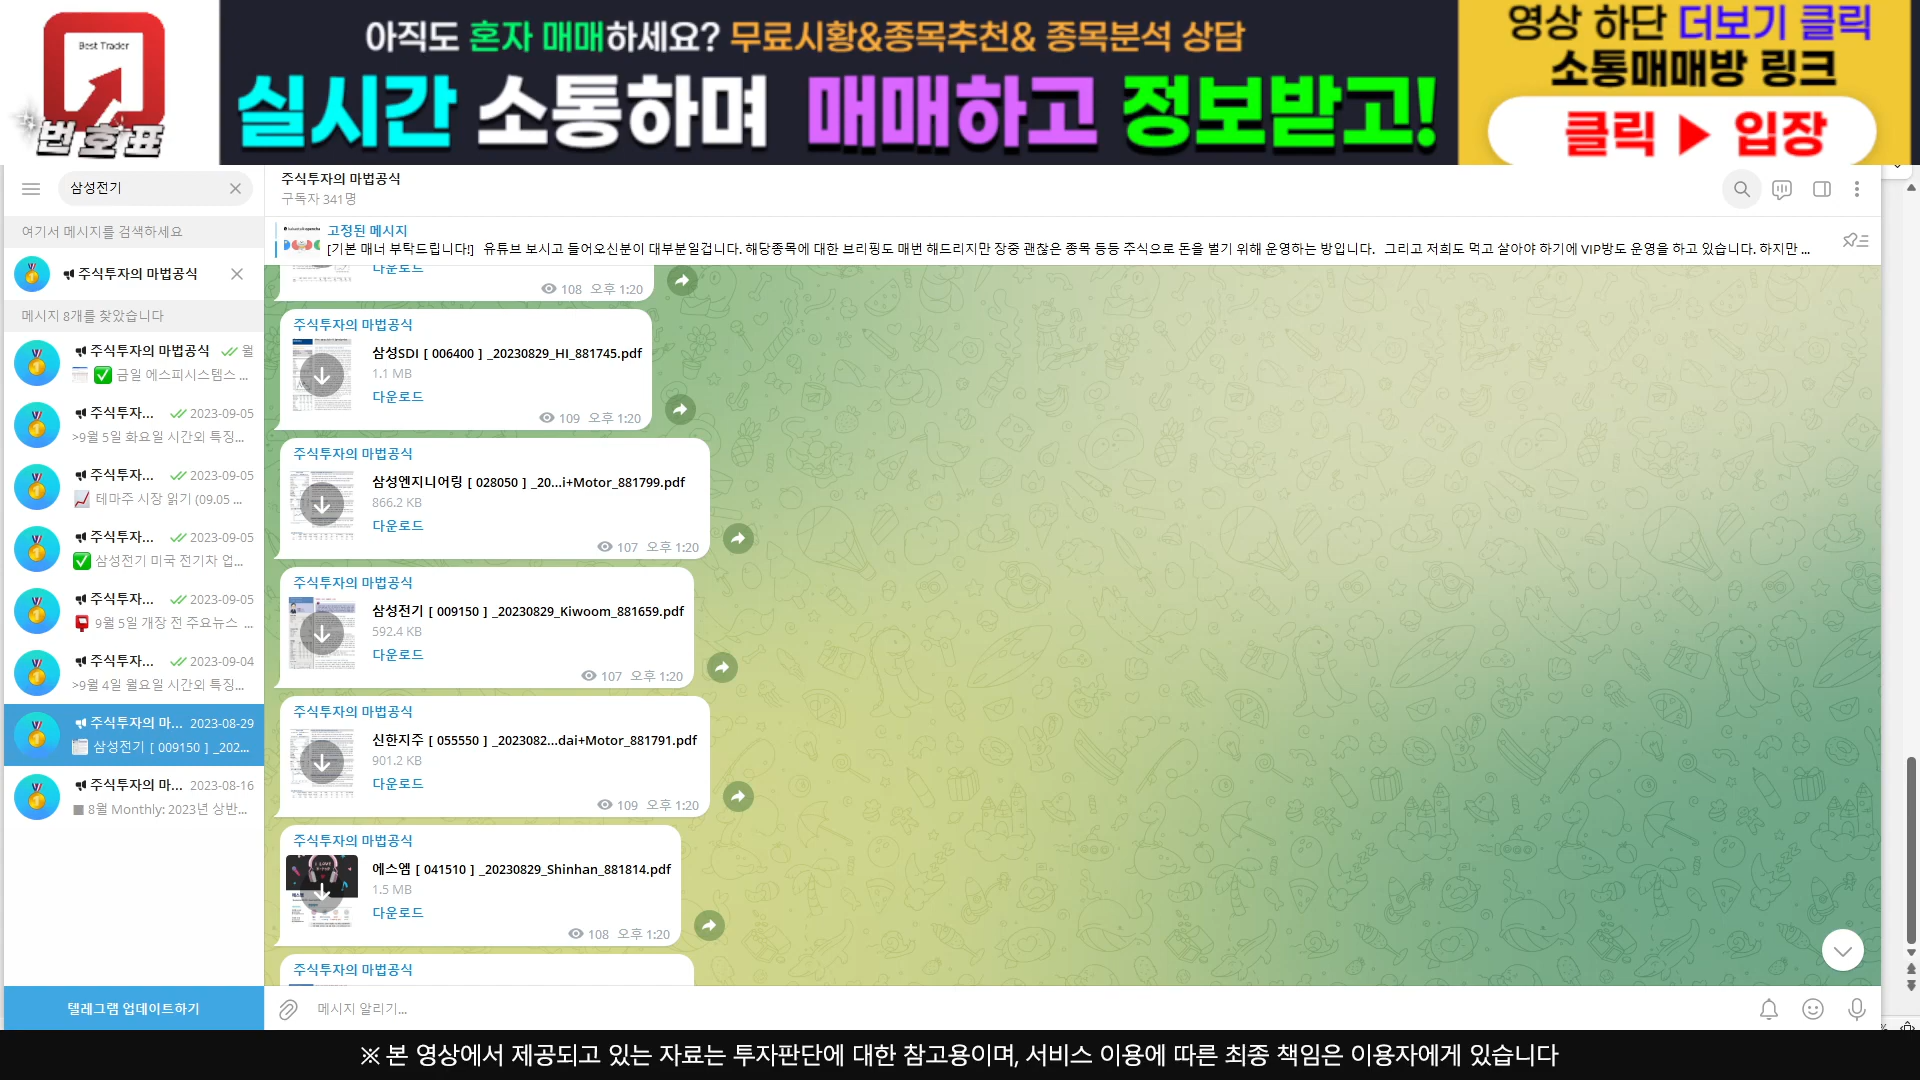 Best Trader
번호표
아직도 혼자 매매하세요? 무료시황&종목추천& 종목분석 상담
실시간 소통하며 매매하고 정보받고!
영상 하단 더보기 클릭
소통매매방 링크
클릭 ▶ 입장
삼성전기
여기서 메시지를 검색하세요
주식투자의 마법공식
메시지 8개를 찾았습니다
주식투자의 마법공식 월
✅ 금일 에스피시스템스 ...
주식투자... 2023-09-05
>9월 5일 화요일 시간외 특징...
주식투자... 2023-09-05
테마주 시장 읽기 (09.05 ...
주식투자... 2023-09-05
✅ 삼성전기 미국 전기차 업...
주식투자... 2023-09-05
9월 5일 개장 전 주요뉴스 ...
주식투자... 2023-09-04
>9월 4일 월요일 시간외 특징...
주식투자의 마... 2023-08-29
삼성전기 [ 009150 ] _202...
주식투자의 마... 2023-08-16
■ 8월 Monthly: 2023년 상반...
텔레그램 업데이트하기
주식투자의 마법공식
구독자 341명
고정된 메시지
[기본 매너 부탁드립니다!] 유튜브 보시고 들어오신분이 대부분일겁니다. 해당종목에 대한 브리핑도 매번 해드리지만 장중 괜찮은 종목 등등 주식으로 돈을 벌기 위해 운영하는 방입니다. 그리고 저희도 먹고 살아야 하기에 VIP방도 운영을 하고 있습니다. 하지만 ...
다운로드
108 오후 1:20
주식투자의 마법공식
삼성SDI [ 006400 ] _20230829_HI_881745.pdf
1.1 MB
다운로드
109 오후 1:20
주식투자의 마법공식
삼성엔지니어링 [ 028050 ] _20...i+Motor_881799.pdf
866.2 KB
다운로드
107 오후 1:20
주식투자의 마법공식
삼성전기 [ 009150 ] _20230829_Kiwoom_881659.pdf
592.4 KB
다운로드
107 오후 1:20
주식투자의 마법공식
신한지주 [ 055550 ] _2023082...dai+Motor_881791.pdf
901.2 KB
다운로드
109 오후 1:20
주식투자의 마법공식
에스엠 [ 041510 ] _20230829_Shinhan_881814.pdf
1.5 MB
다운로드
108 오후 1:20
주식투자의 마법공식
메시지 알리기...
※ 본 영상에서 제공되고 있는 자료는 투자판단에 대한 참고용이며, 서비스 이용에 따른 최종 책임은 이용자에게 있습니다